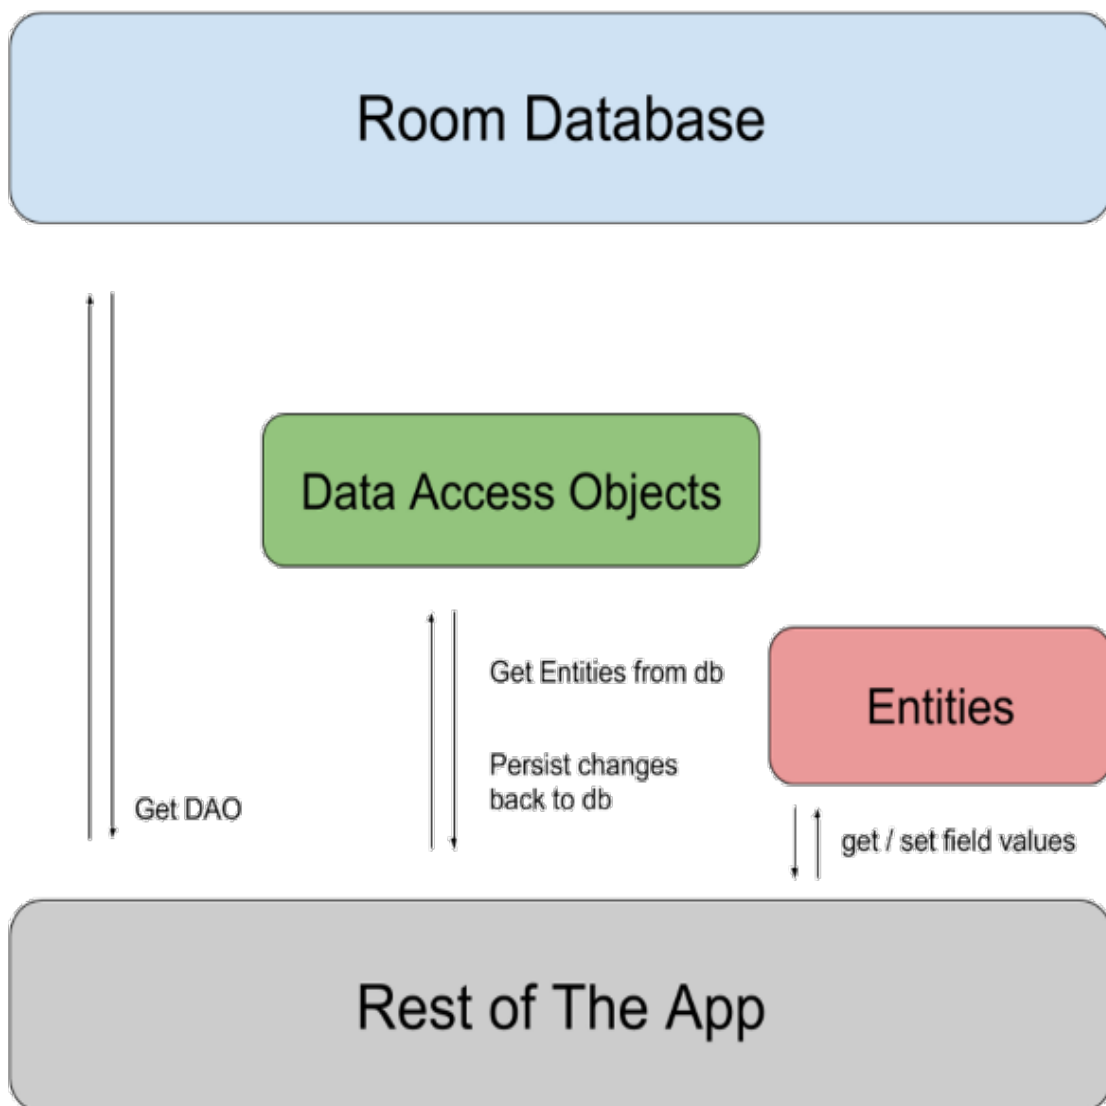 Room Database
Data Access Objects
Get Entities from db
Entities
Persist changes
back to db
Get DAO
get / set field values
Rest of The App